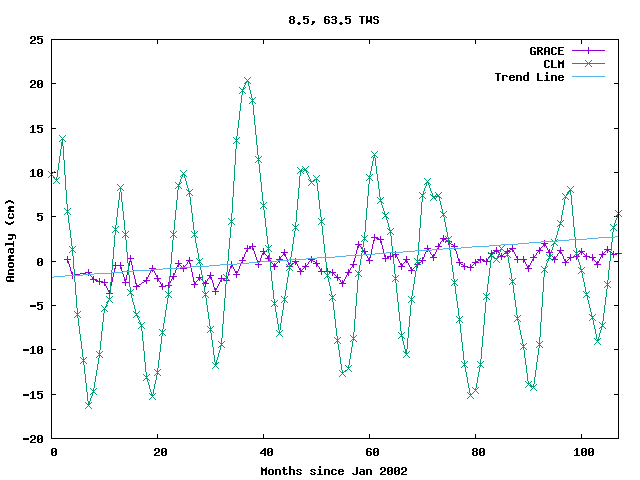 8.5, 63.5 TWS
GRACE
CLM
Trend Line
25
20
15
10
5
0
-5
-10
-15
-20
Anomaly (cm)
0 20 40 60 80 100
Months since Jan 2002